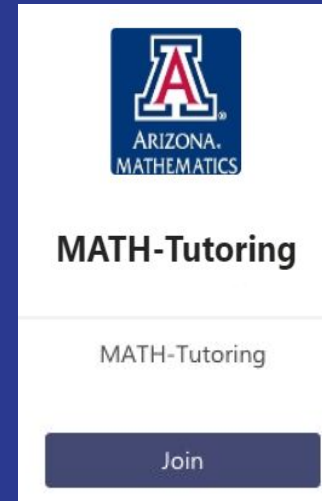 A
ARIZONA.
MATHEMATICS
MATH-Tutoring
MATH-Tutoring
Join